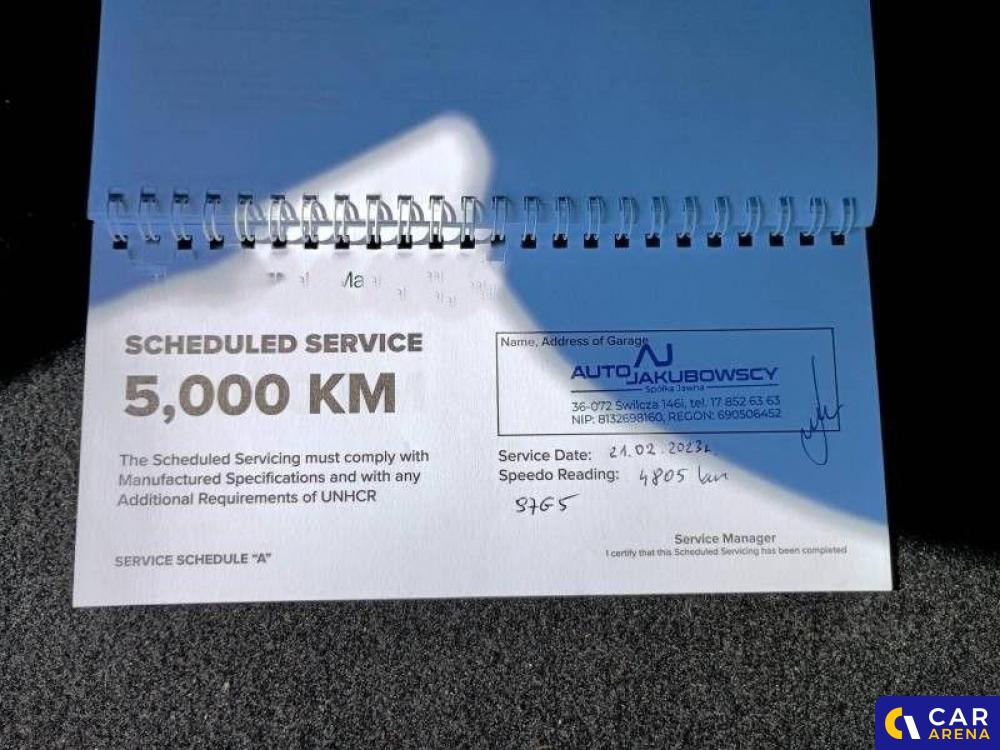 SCHEDULED SERVICE
5,000 KM
The Scheduled Servicing must comply with
Manufactured Specifications and with any
Additional Requirements of UNHCR
SERVICE SCHEDULE "A"
Name, Address of Garage
AJ
AUTO JAKUBOWSCY
Spółka Jawna
36-072 Świlcza 146i, tel. 17 852 63 63
NIP: 8132698160, REGON: 690506452
Service Date: 21.02.2023r.
Speedo Reading: 4805 km
S7G5
Service Manager
I certify that this Scheduled Servicing has been completed
CAR
ARENA